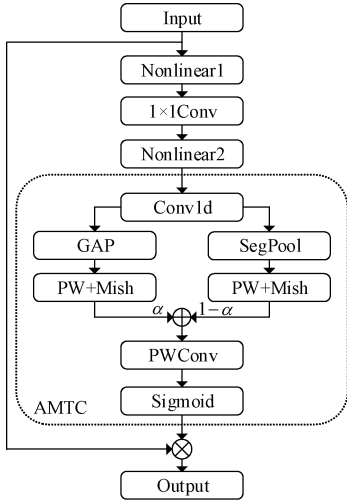 Input
Nonlinear1
1×1Conv
Nonlinear2
Conv1d
GAP
SegPool
PW+Mish
PW+Mish
α
1−α
PWConv
Sigmoid
AMTC
Output